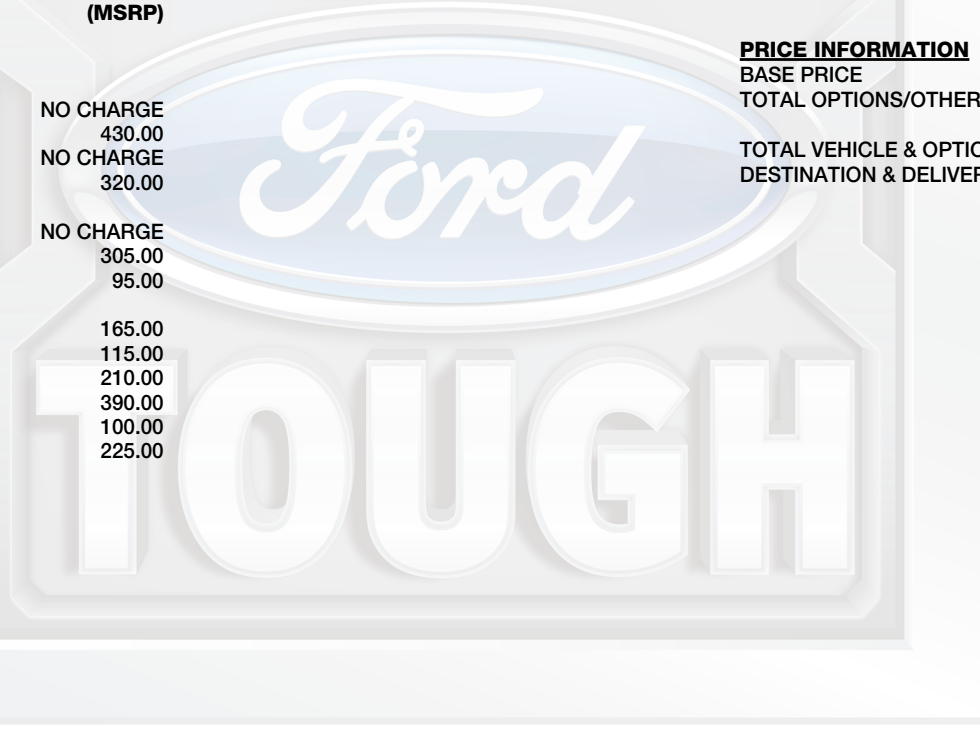 (MSRP)
NO CHARGE
430.00
NO CHARGE
320.00
NO CHARGE
305.00
95.00
165.00
115.00
210.00
390.00
100.00
225.00
PRICE INFORMATION
BASE PRICE
TOTAL OPTIONS/OTHER
TOTAL VEHICLE & OPTIO
DESTINATION & DELIVER
Ford
TOUGH